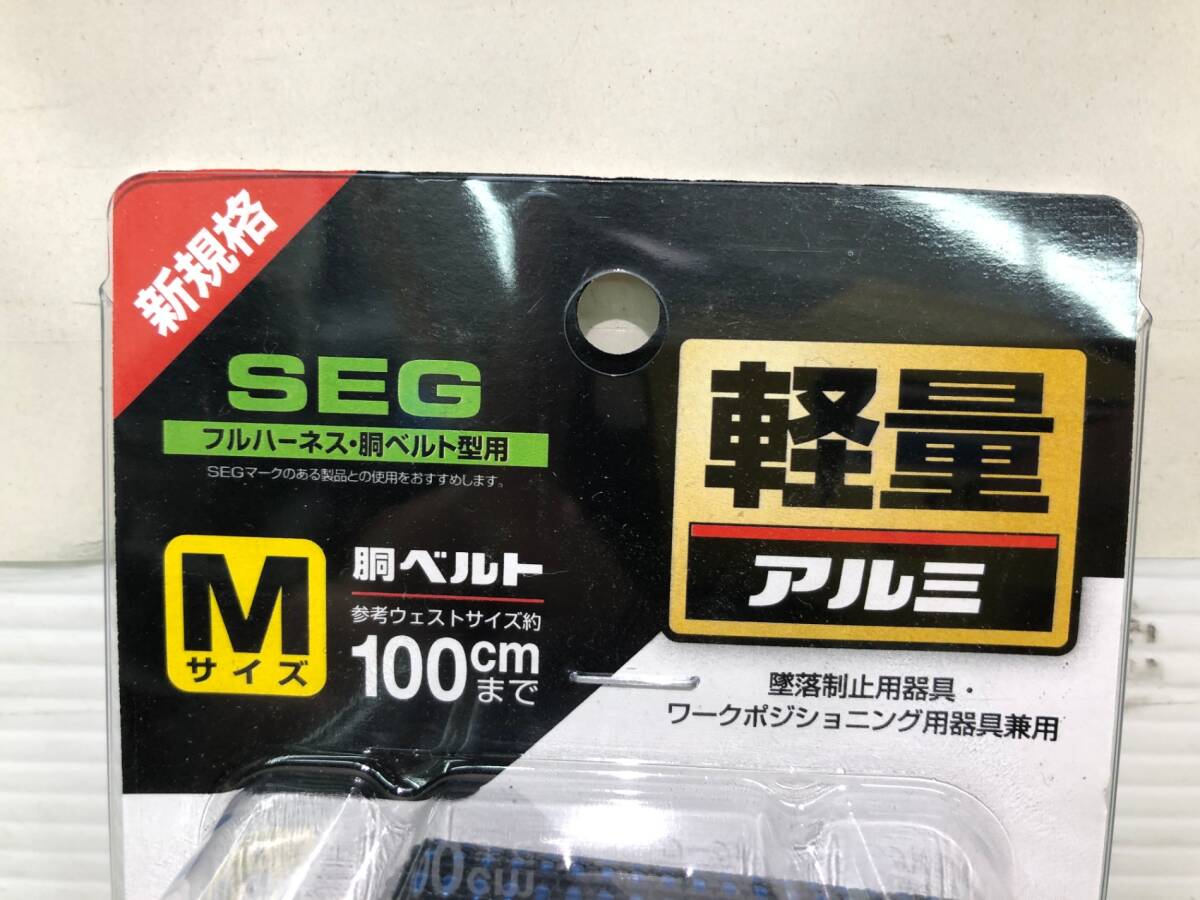 新規格
SEG
フルハーネス・胴ベルト型用
SEGマークのある製品との使用をおすすめします。
M
サイズ
胴ベルト
参考ウェストサイズ約
100cm
まで
軽量
アルミ
墜落制止用器具・
ワークポジショニング用器具兼用
0cm